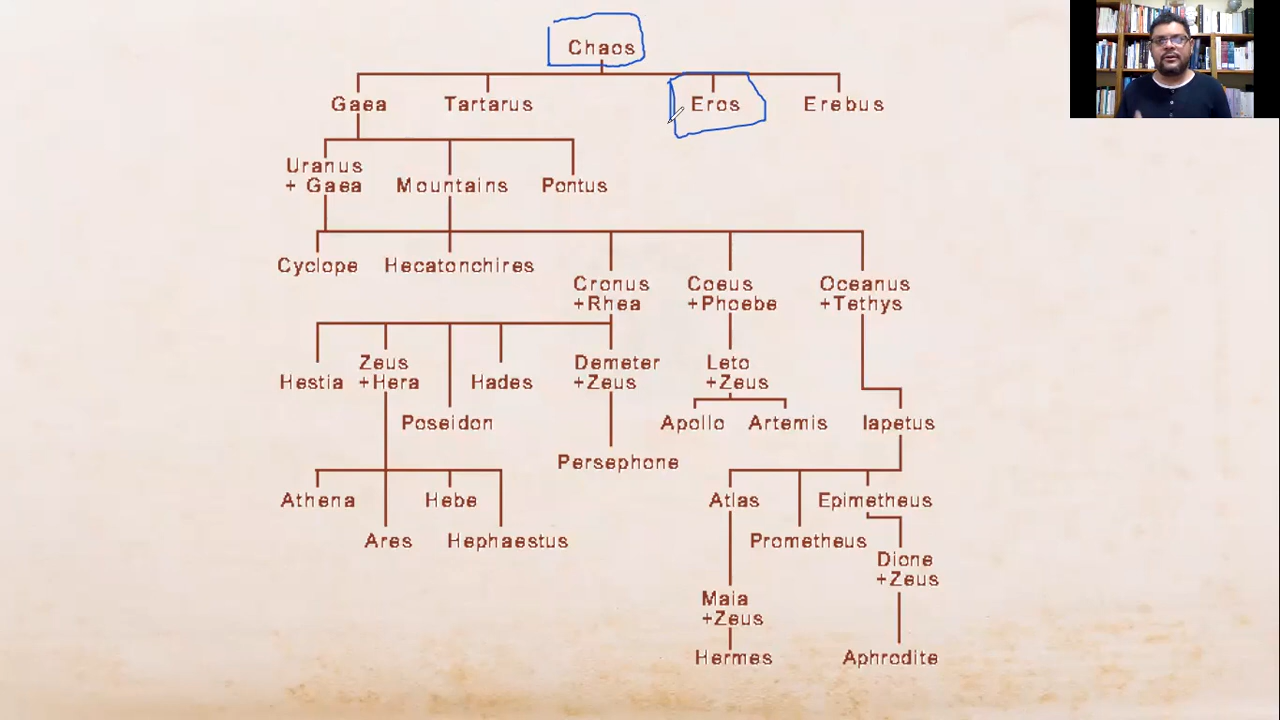 Chaos
Gaea
Tartarus
Eros
Erebus
Uranus
+ Gaea
Mountains
Pontus
Cyclope
Hecatonchires
Cronus
+Rhea
Coeus
+Phoebe
Oceanus
+Tethys
Hestia
Zeus
+Hera
Poseidon
Hades
Demeter
+Zeus
Leto
+Zeus
Apollo
Artemis
Iapetus
Persephone
Athena
Ares
Hebe
Hephaestus
Atlas
Prometheus
Epimetheus
Dione
+Zeus
Maia
+Zeus
Hermes
Aphrodite